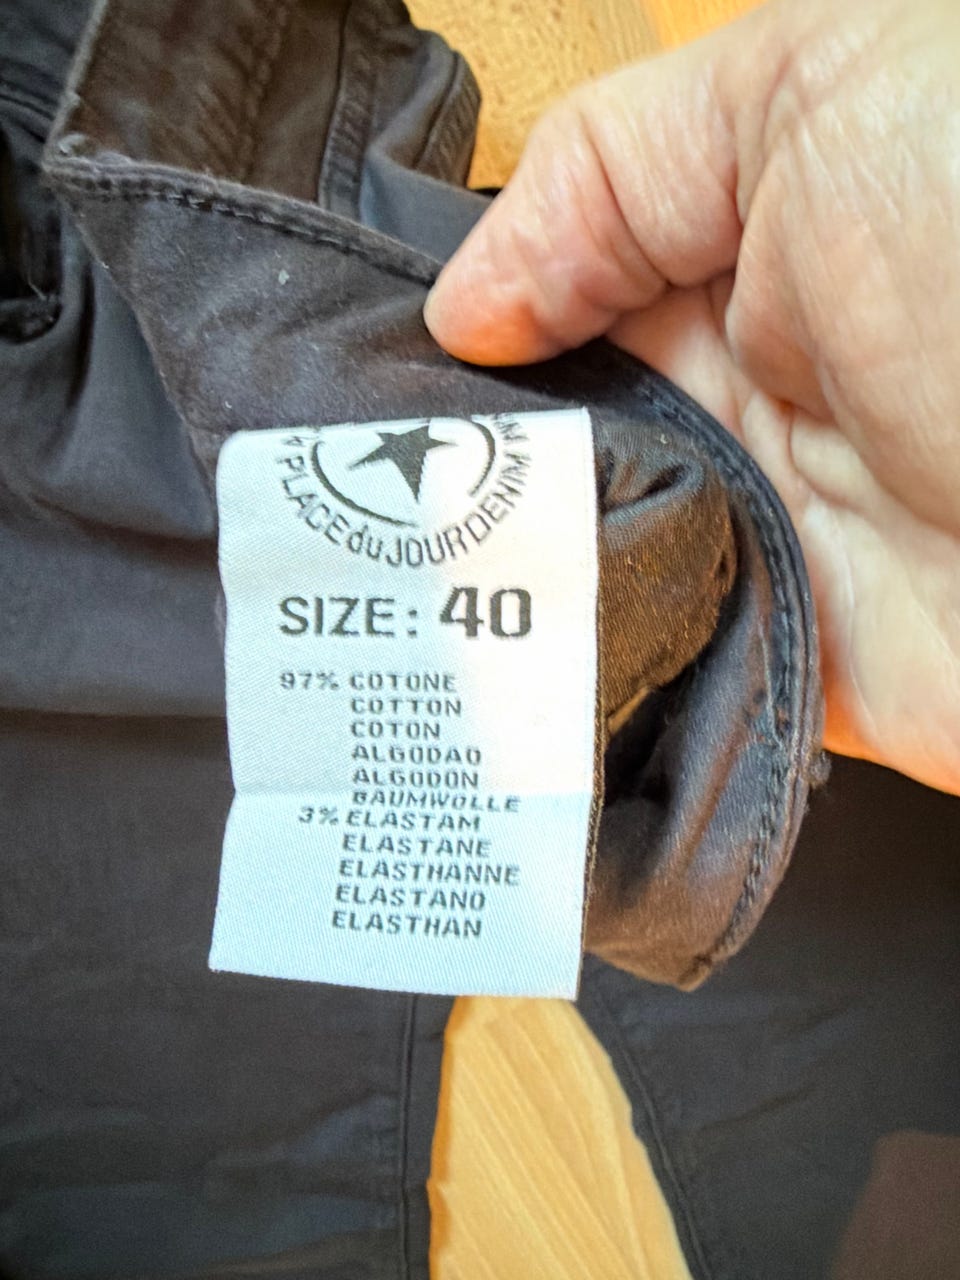 PLACE du JOUR DENIM
SIZE: 40
97% COTONE
COTTON
COTON
ALGODAO
ALGODON
BAUMWOLLE
3% ELASTAM
ELASTANE
ELASTHANNE
ELASTANO
ELASTHAN